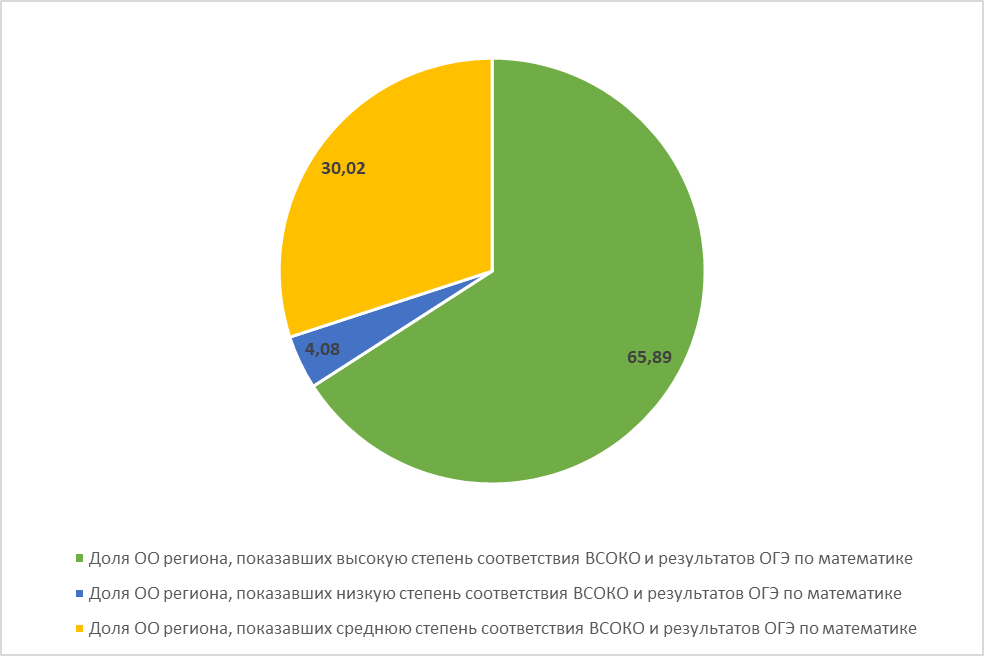 30,02
4,08
65,89
Доля ОО региона, показавших высокую степень соответствия ВСОКО и результатов ОГЭ по математике
Доля ОО региона, показавших низкую степень соответствия ВСОКО и результатов ОГЭ по математике
Доля ОО региона, показавших среднюю степень соответствия ВСОКО и результатов ОГЭ по математике